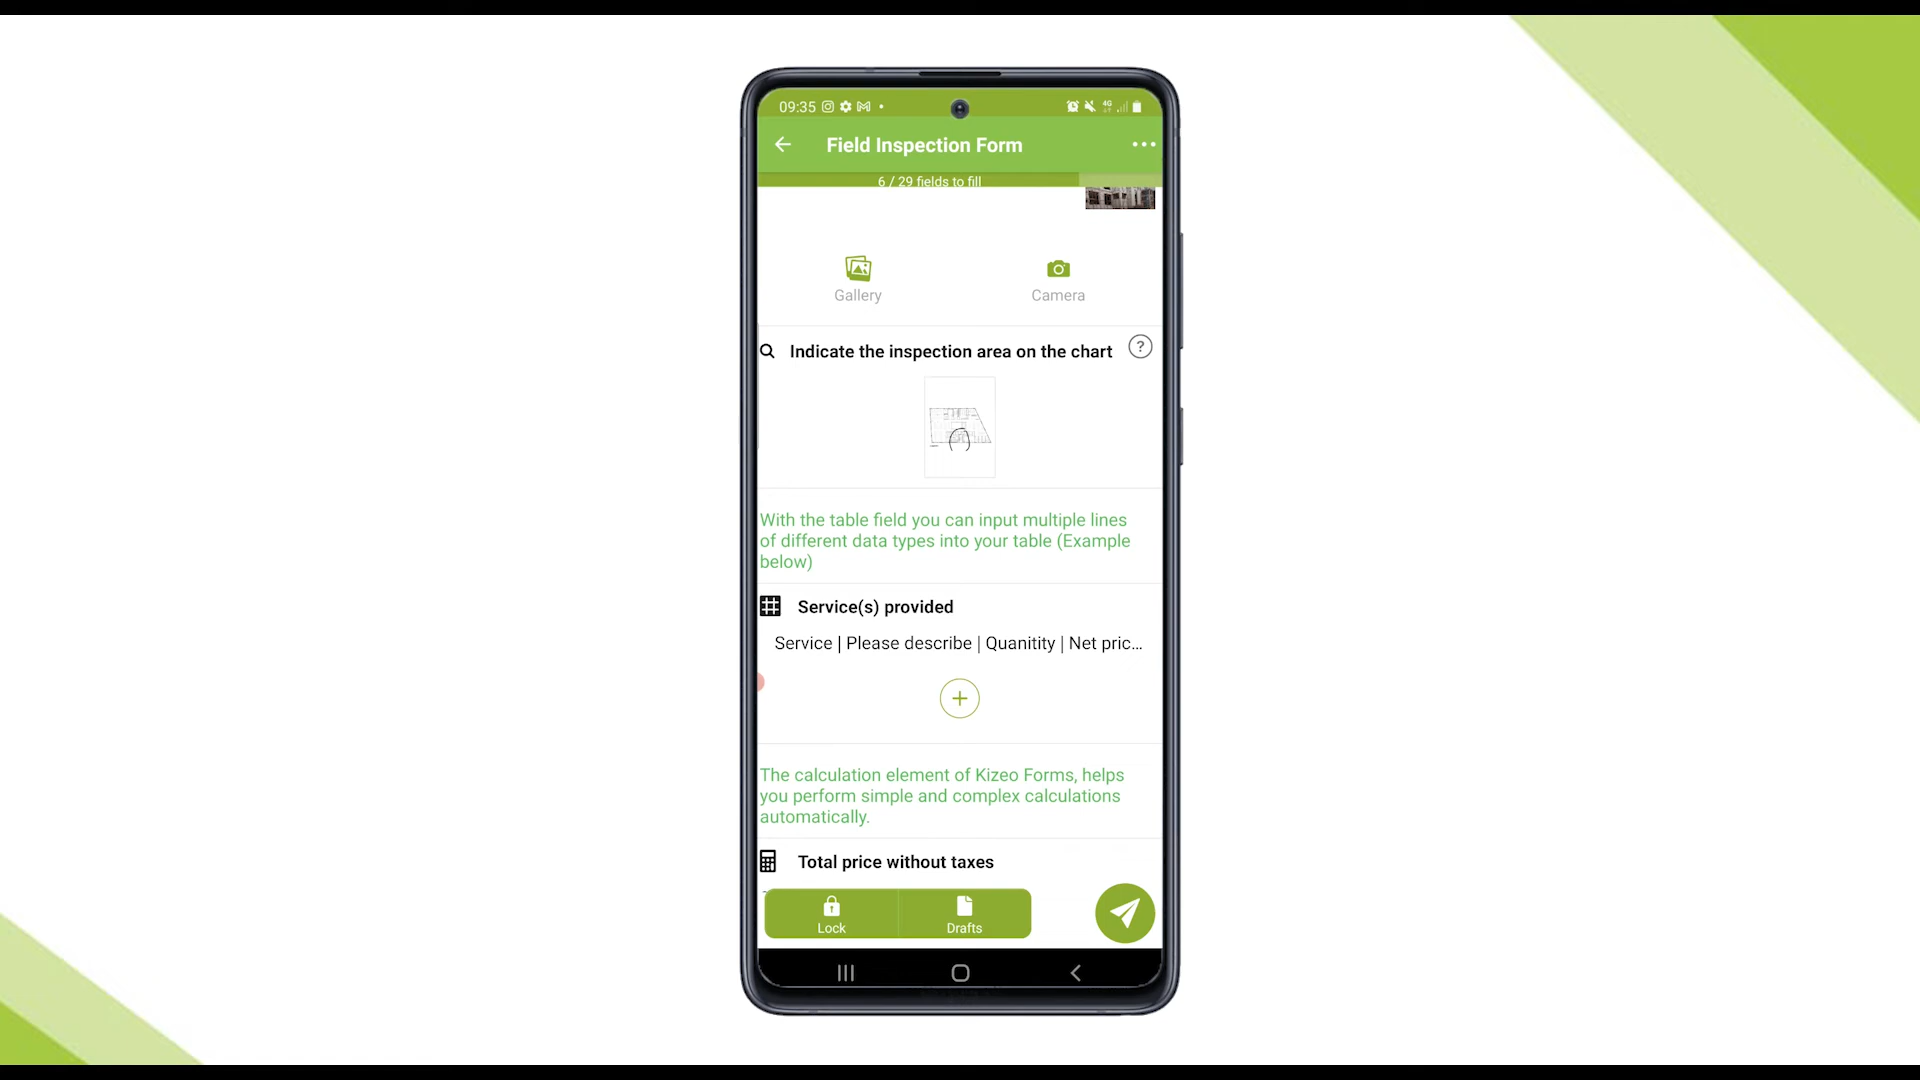 09:35
4G
Field Inspection Form
6 / 29 fields to fill
Gallery
Camera
Indicate the inspection area on the chart
?
With the table field you can input multiple lines
of different data types into your table (Example
below)
Service(s) provided
Service | Please describe | Quanitity | Net pric...
The calculation element of Kizeo Forms, helps
you perform simple and complex calculations
automatically.
Total price without taxes
Lock
Drafts